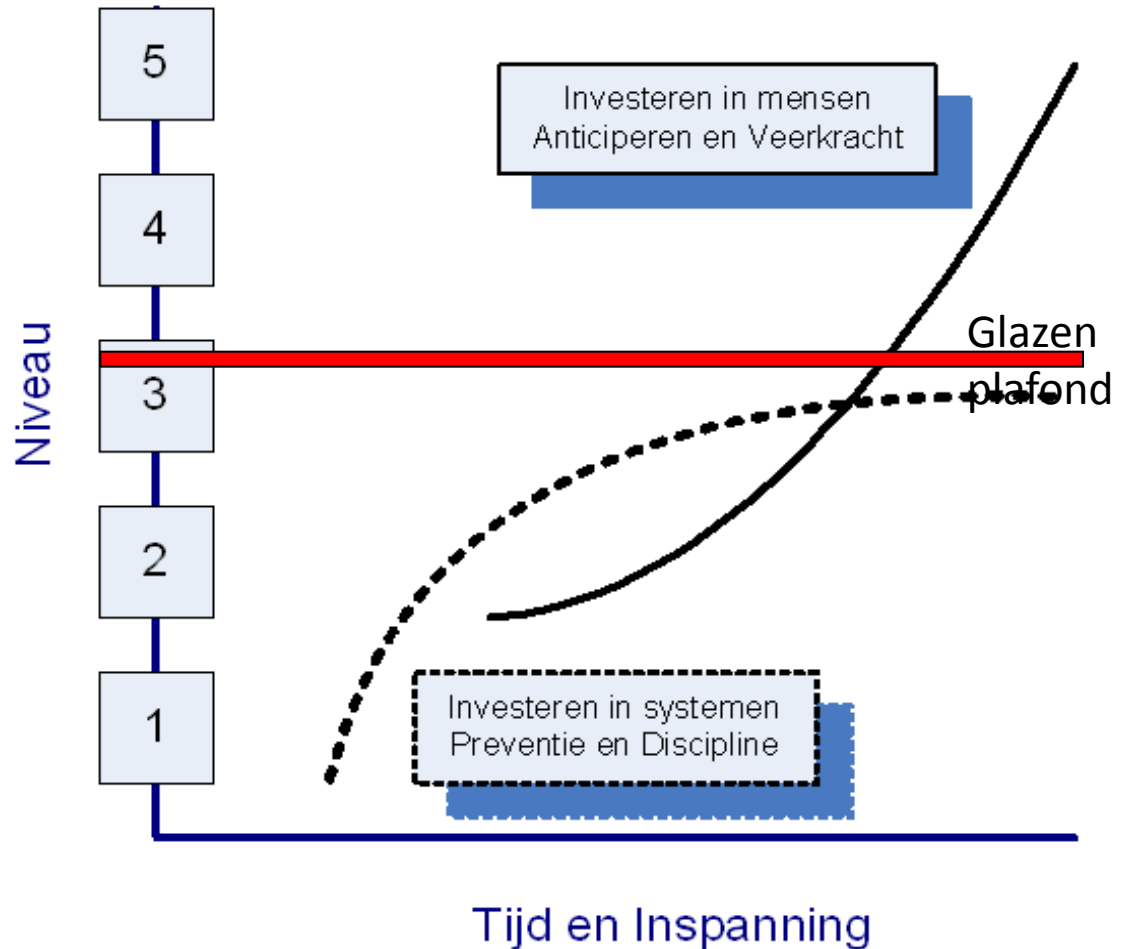 5
Investeren in mensen
Anticiperen en Veerkracht
4
Glazen
plafond
3
Niveau
2
1
Investeren in systemen
Preventie en Discipline
Tijd en Inspanning